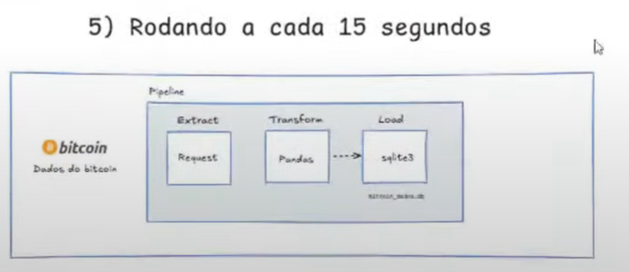 5) Rodando a cada 15 segundos
Pipeline
Extract
Transform
Load
bitcoin
Dados do bitcoin
Request
Pandas
sqlite3